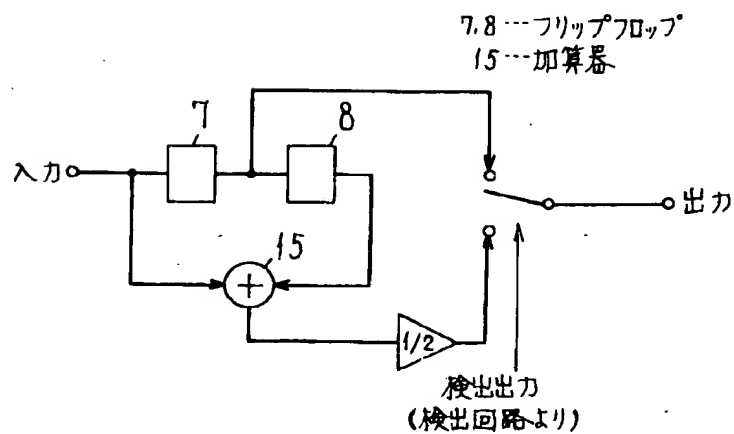 7.8…フリップフロップ
15…加算器
7
8
入力
出力
15
+
1/2
検出出力
(検出回路より)